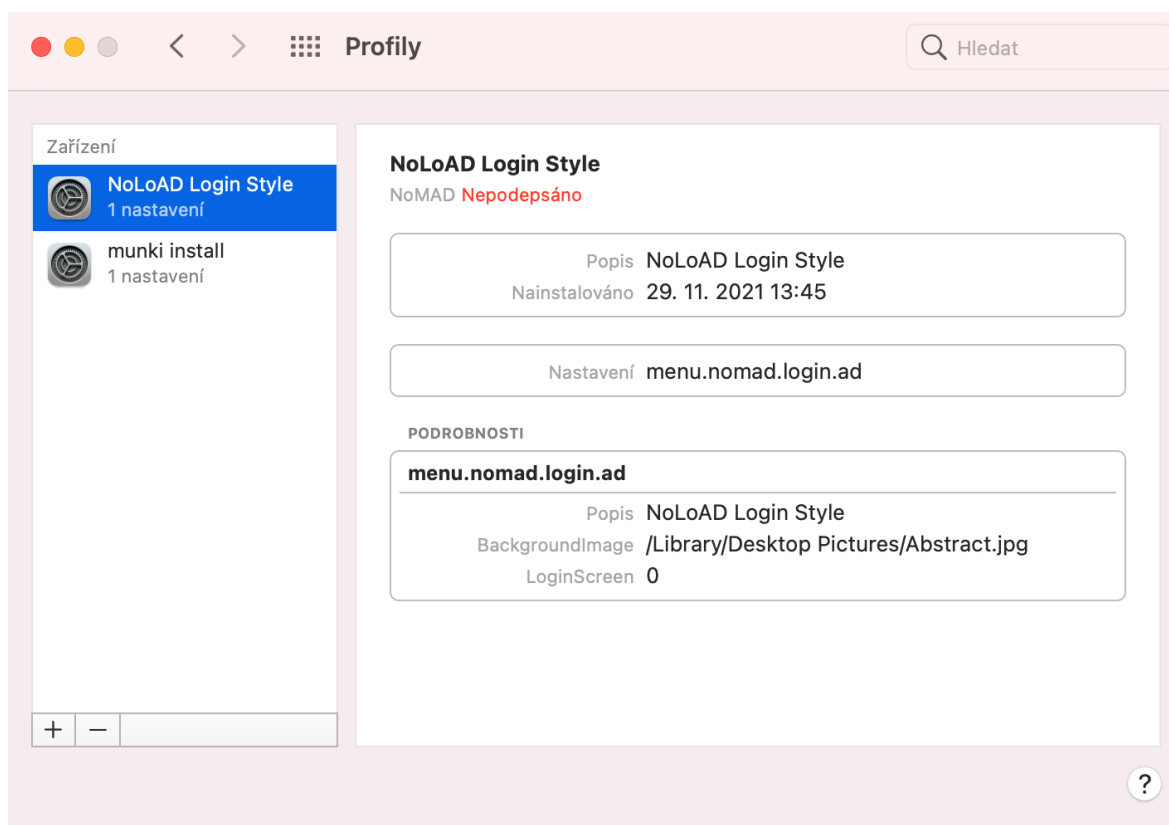 Profily
Hledat
Zařízení
NoLoAD Login Style
1 nastavení
munki install
1 nastavení
NoLoAD Login Style
NoMAD Nepodepsáno
Popis NoLoAD Login Style
Nainstalováno 29. 11. 2021 13:45
Nastavení menu.nomad.login.ad
PODROBNOSTI
menu.nomad.login.ad
Popis NoLoAD Login Style
BackgroundImage /Library/Desktop Pictures/Abstract.jpg
LoginScreen 0
+ −
?